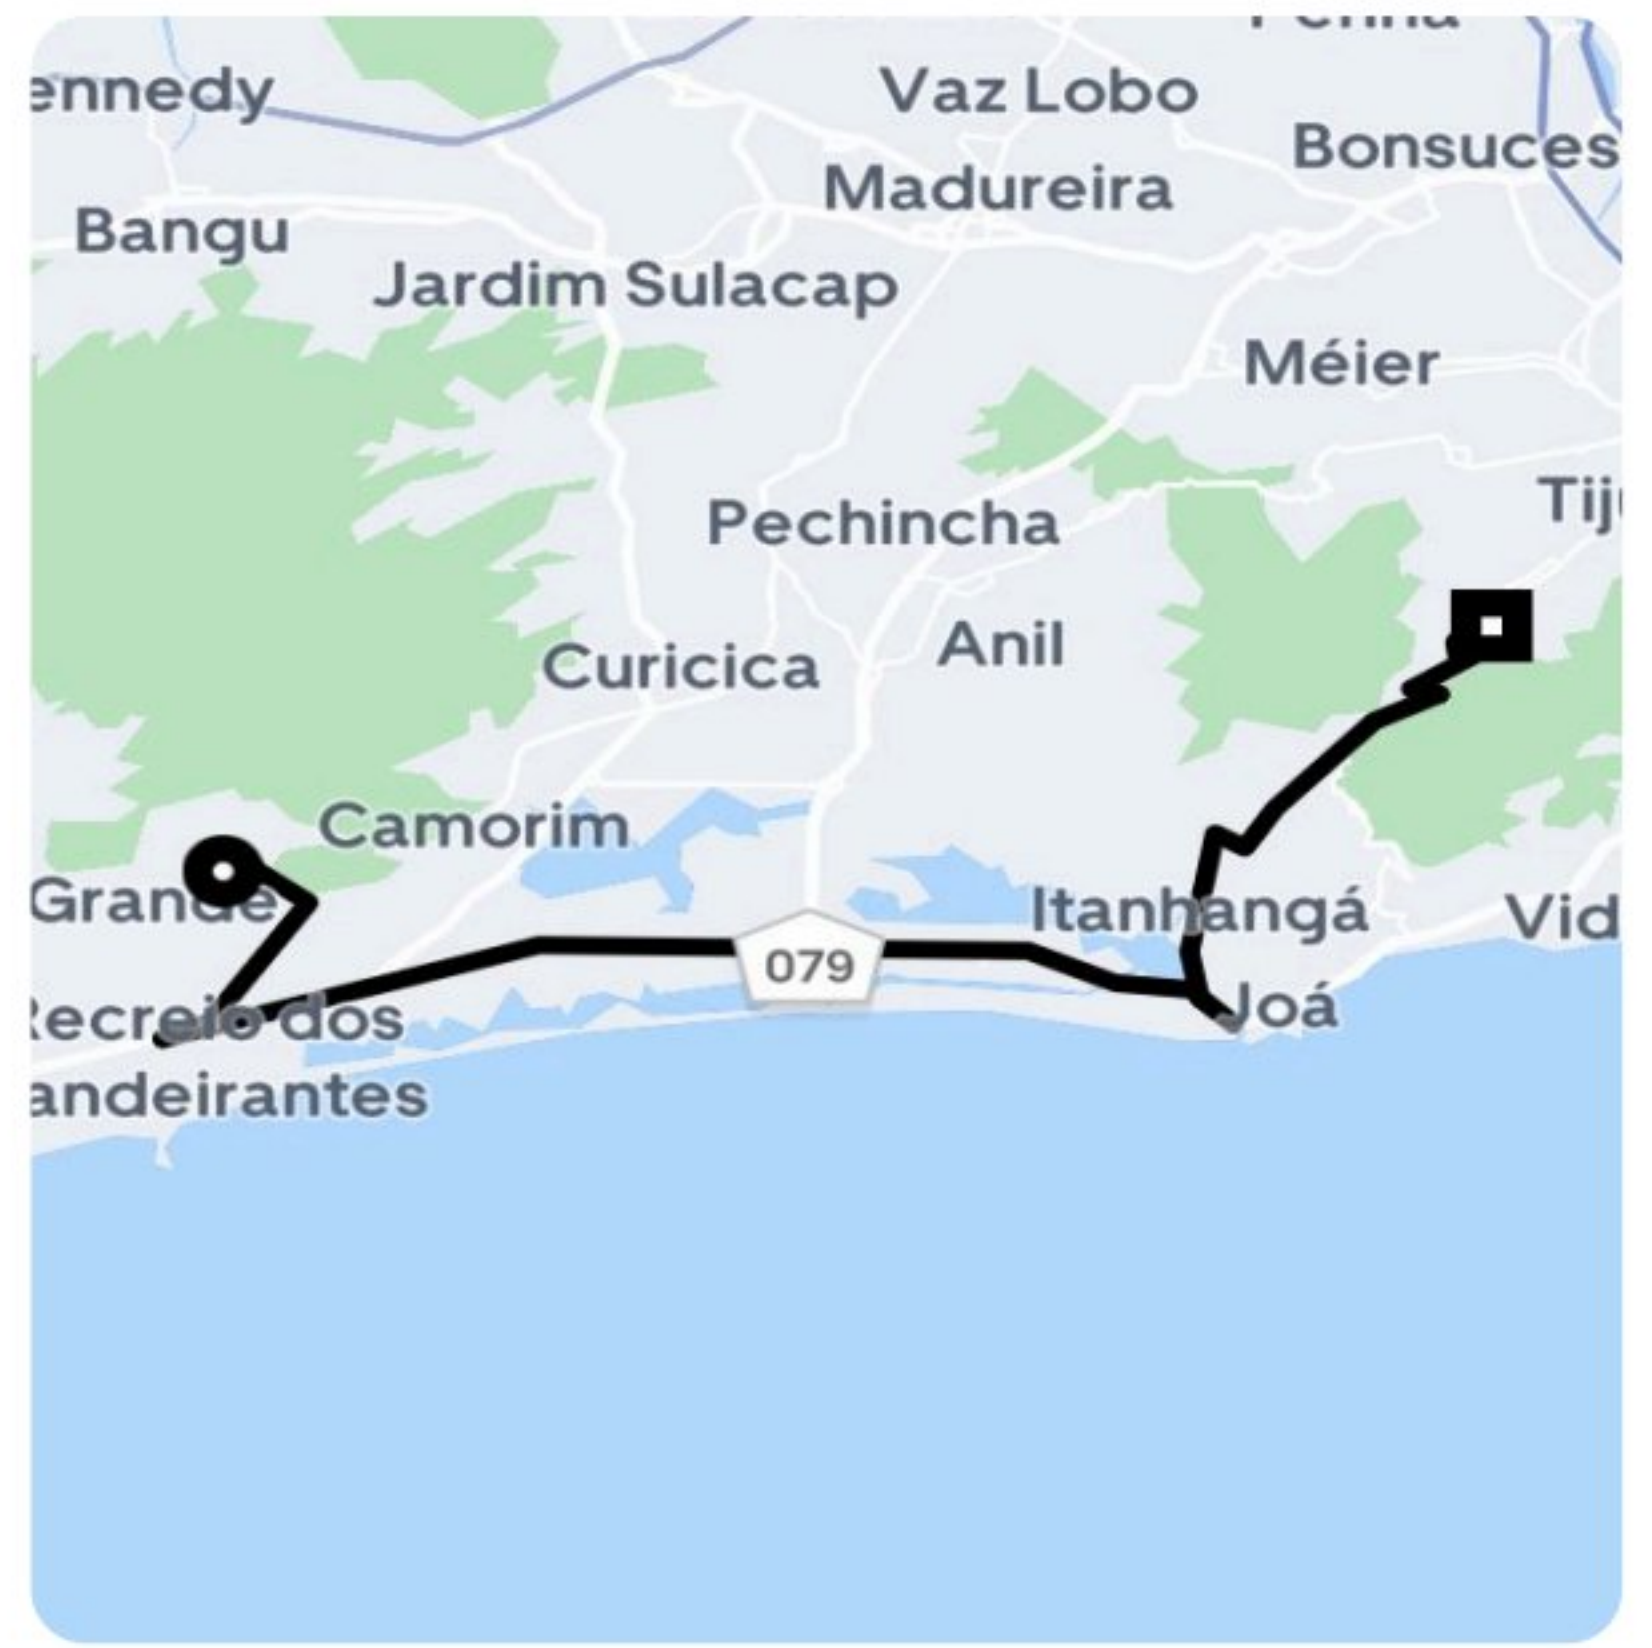 ennedy
Vaz Lobo
Bonsuces
Madureira
Bangu
Jardim Sulacap
Méier
Tij
Pechincha
Anil
Curicica
Camorim
Grande
Itanhangá
Vid
079
Recreio dos
Joá
andeirantes